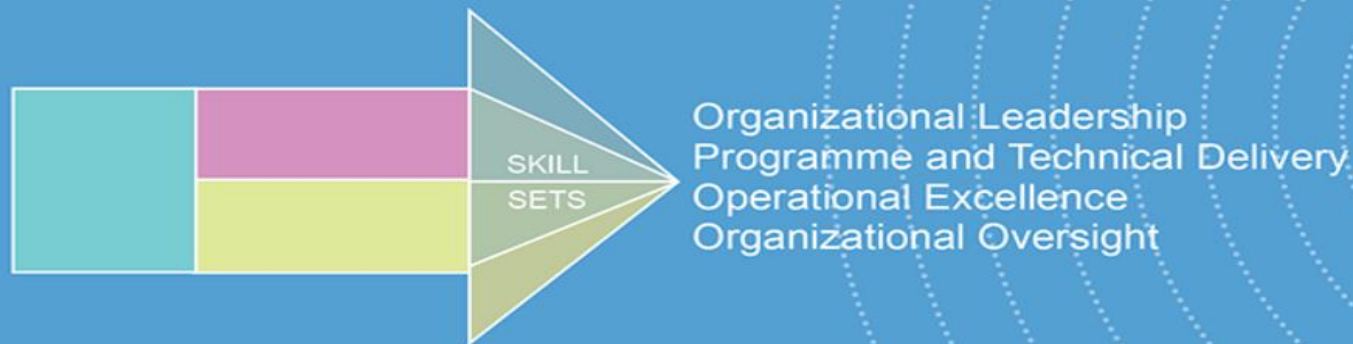 SKILL
SETS
Organizational Leadership
Programme and Technical Delivery
Operational Excellence
Organizational Oversight